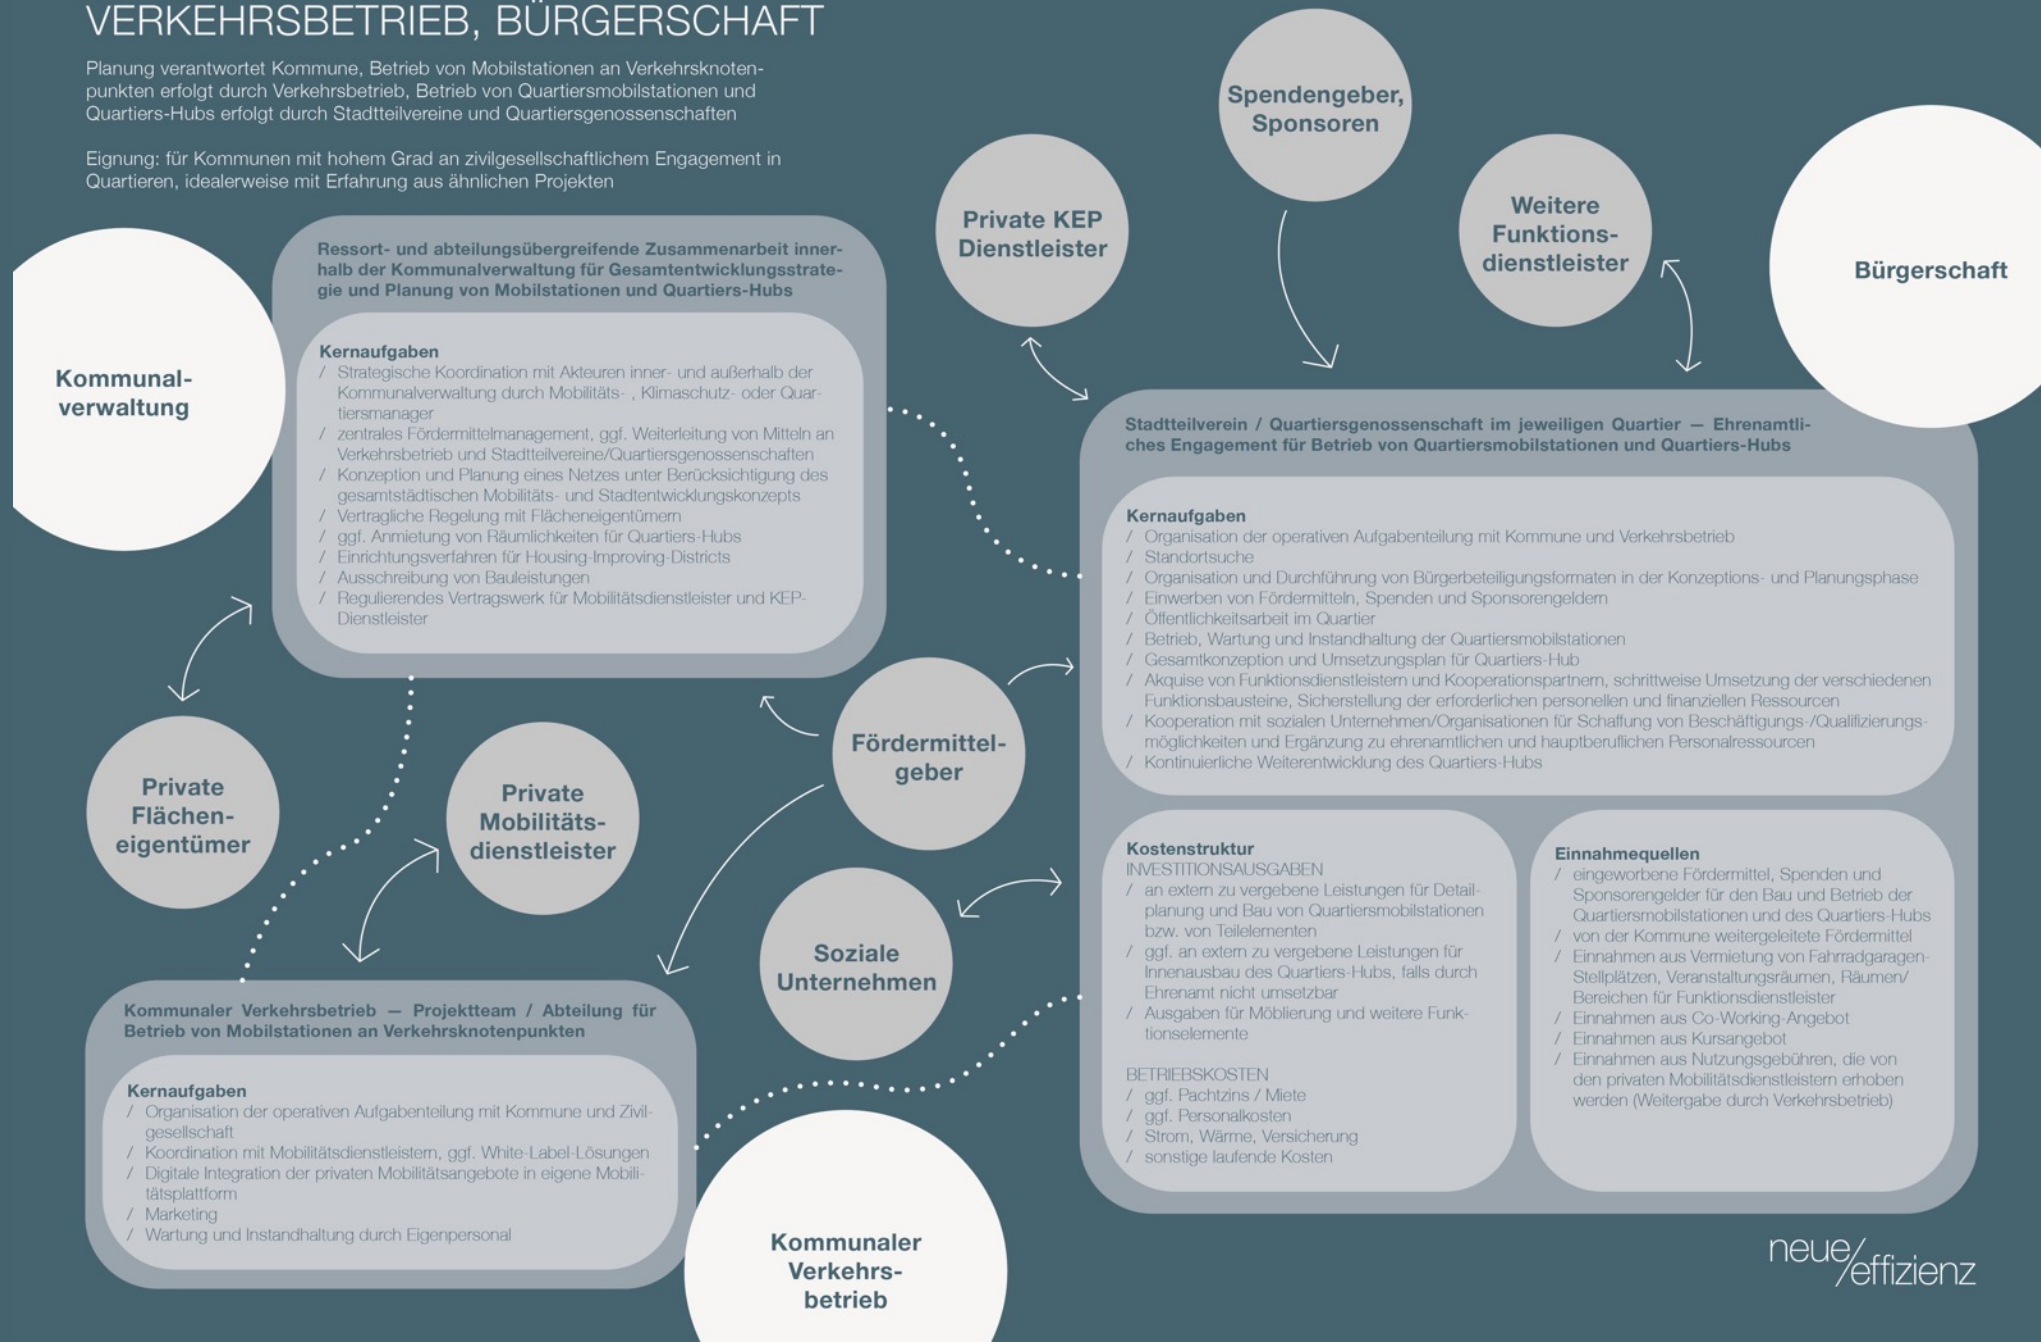 VERKEHRSBETRIEB, BÜRGERSCHAFT
Planung verantwortet Kommune, Betrieb von Mobilstationen an Verkehrsknoten-
punkten erfolgt durch Verkehrsbetrieb, Betrieb von Quartiersmobilstationen und
Quartiers-Hubs erfolgt durch Stadtteilvereine und Quartiersgenossenschaften
Eignung: für Kommunen mit hohem Grad an zivilgesellschaftlichem Engagement in
Quartieren, idealerweise mit Erfahrung aus ähnlichen Projekten
Kommunal-
verwaltung
Ressort- und abteilungsübergreifende Zusammenarbeit inner-
halb der Kommunalverwaltung für Gesamtentwicklungsstrate-
gie und Planung von Mobilstationen und Quartiers-Hubs
Kernaufgaben
/ Strategische Koordination mit Akteuren inner- und außerhalb der
Kommunalverwaltung durch Mobilitäts- , Klimaschutz- oder Quar-
tiersmanager
/ zentrales Fördermittelmanagement, ggf. Weiterleitung von Mitteln an
Verkehrsbetrieb und Stadtteilvereine/Quartiersgenossenschaften
/ Konzeption und Planung eines Netzes unter Berücksichtigung des
gesamtstädtischen Mobilitäts- und Stadtentwicklungskonzepts
/ Vertragliche Regelung mit Flächeneigentümern
/ ggf. Anmietung von Räumlichkeiten für Quartiers-Hubs
/ Einrichtungsverfahren für Housing-Improving-Districts
/ Ausschreibung von Bauleistungen
/ Regulierendes Vertragswerk für Mobilitätsdienstleister und KEP-
Dienstleister
Private KEP
Dienstleister
Spendengeber,
Sponsoren
Weitere
Funktions-
dienstleister
Bürgerschaft
Stadtteilverein / Quartiersgenossenschaft im jeweiligen Quartier — Ehrenamtli-
ches Engagement für Betrieb von Quartiersmobilstationen und Quartiers-Hubs
Kernaufgaben
/ Organisation der operativen Aufgabenteilung mit Kommune und Verkehrsbetrieb
/ Standortsuche
/ Organisation und Durchführung von Bürgerbeteiligungsformaten in der Konzeptions- und Planungsphase
/ Einwerben von Fördermitteln, Spenden und Sponsorengeldern
/ Öffentlichkeitsarbeit im Quartier
/ Betrieb, Wartung und Instandhaltung der Quartiersmobilstationen
/ Gesamtkonzeption und Umsetzungsplan für Quartiers-Hub
/ Akquise von Funktionsdienstleistern und Kooperationspartnern, schrittweise Umsetzung der verschiedenen
Funktionsbausteine, Sicherstellung der erforderlichen personellen und finanziellen Ressourcen
/ Kooperation mit sozialen Unternehmen/Organisationen für Schaffung von Beschäftigungs-/Qualifizierungs-
möglichkeiten und Ergänzung zu ehrenamtlichen und hauptberuflichen Personalressourcen
/ Kontinuierliche Weiterentwicklung des Quartiers-Hubs
Kostenstruktur
INVESTITIONSAUSGABEN
/ an extern zu vergebene Leistungen für Detail-
planung und Bau von Quartiersmobilstationen
bzw. von Teilelementen
/ ggf. an extern zu vergebene Leistungen für
Innenausbau des Quartiers-Hubs, falls durch
Ehrenamt nicht umsetzbar
/ Ausgaben für Möblierung und weitere Funk-
tionselemente
BETRIEBSKOSTEN
/ ggf. Pachtzins / Miete
/ ggf. Personalkosten
/ Strom, Wärme, Versicherung
/ sonstige laufende Kosten
Einnahmequellen
/ eingeworbene Fördermittel, Spenden und
Sponsorengelder für den Bau und Betrieb der
Quartiersmobilstationen und des Quartiers-Hubs
/ von der Kommune weitergeleitete Fördermittel
/ Einnahmen aus Vermietung von Fahrradgaragen-
Stellplätzen, Veranstaltungsräumen, Räumen/
Bereichen für Funktionsdienstleister
/ Einnahmen aus Co-Working-Angebot
/ Einnahmen aus Kursangebot
/ Einnahmen aus Nutzungsgebühren, die von
den privaten Mobilitätsdienstleistern erhoben
werden (Weitergabe durch Verkehrsbetrieb)
Private
Flächen-
eigentümer
Private
Mobilitäts-
dienstleister
Fördermittel-
geber
Soziale
Unternehmen
Kommunaler Verkehrsbetrieb — Projektteam / Abteilung für
Betrieb von Mobilstationen an Verkehrsknotenpunkten
Kernaufgaben
/ Organisation der operativen Aufgabenteilung mit Kommune und Zivil-
gesellschaft
/ Koordination mit Mobilitätsdienstleistern, ggf. White-Label-Lösungen
/ Digitale Integration der privaten Mobilitätsangebote in eigene Mobili-
tätsplattform
/ Marketing
/ Wartung und Instandhaltung durch Eigenpersonal
Kommunaler
Verkehrs-
betrieb
neue/
effizienz